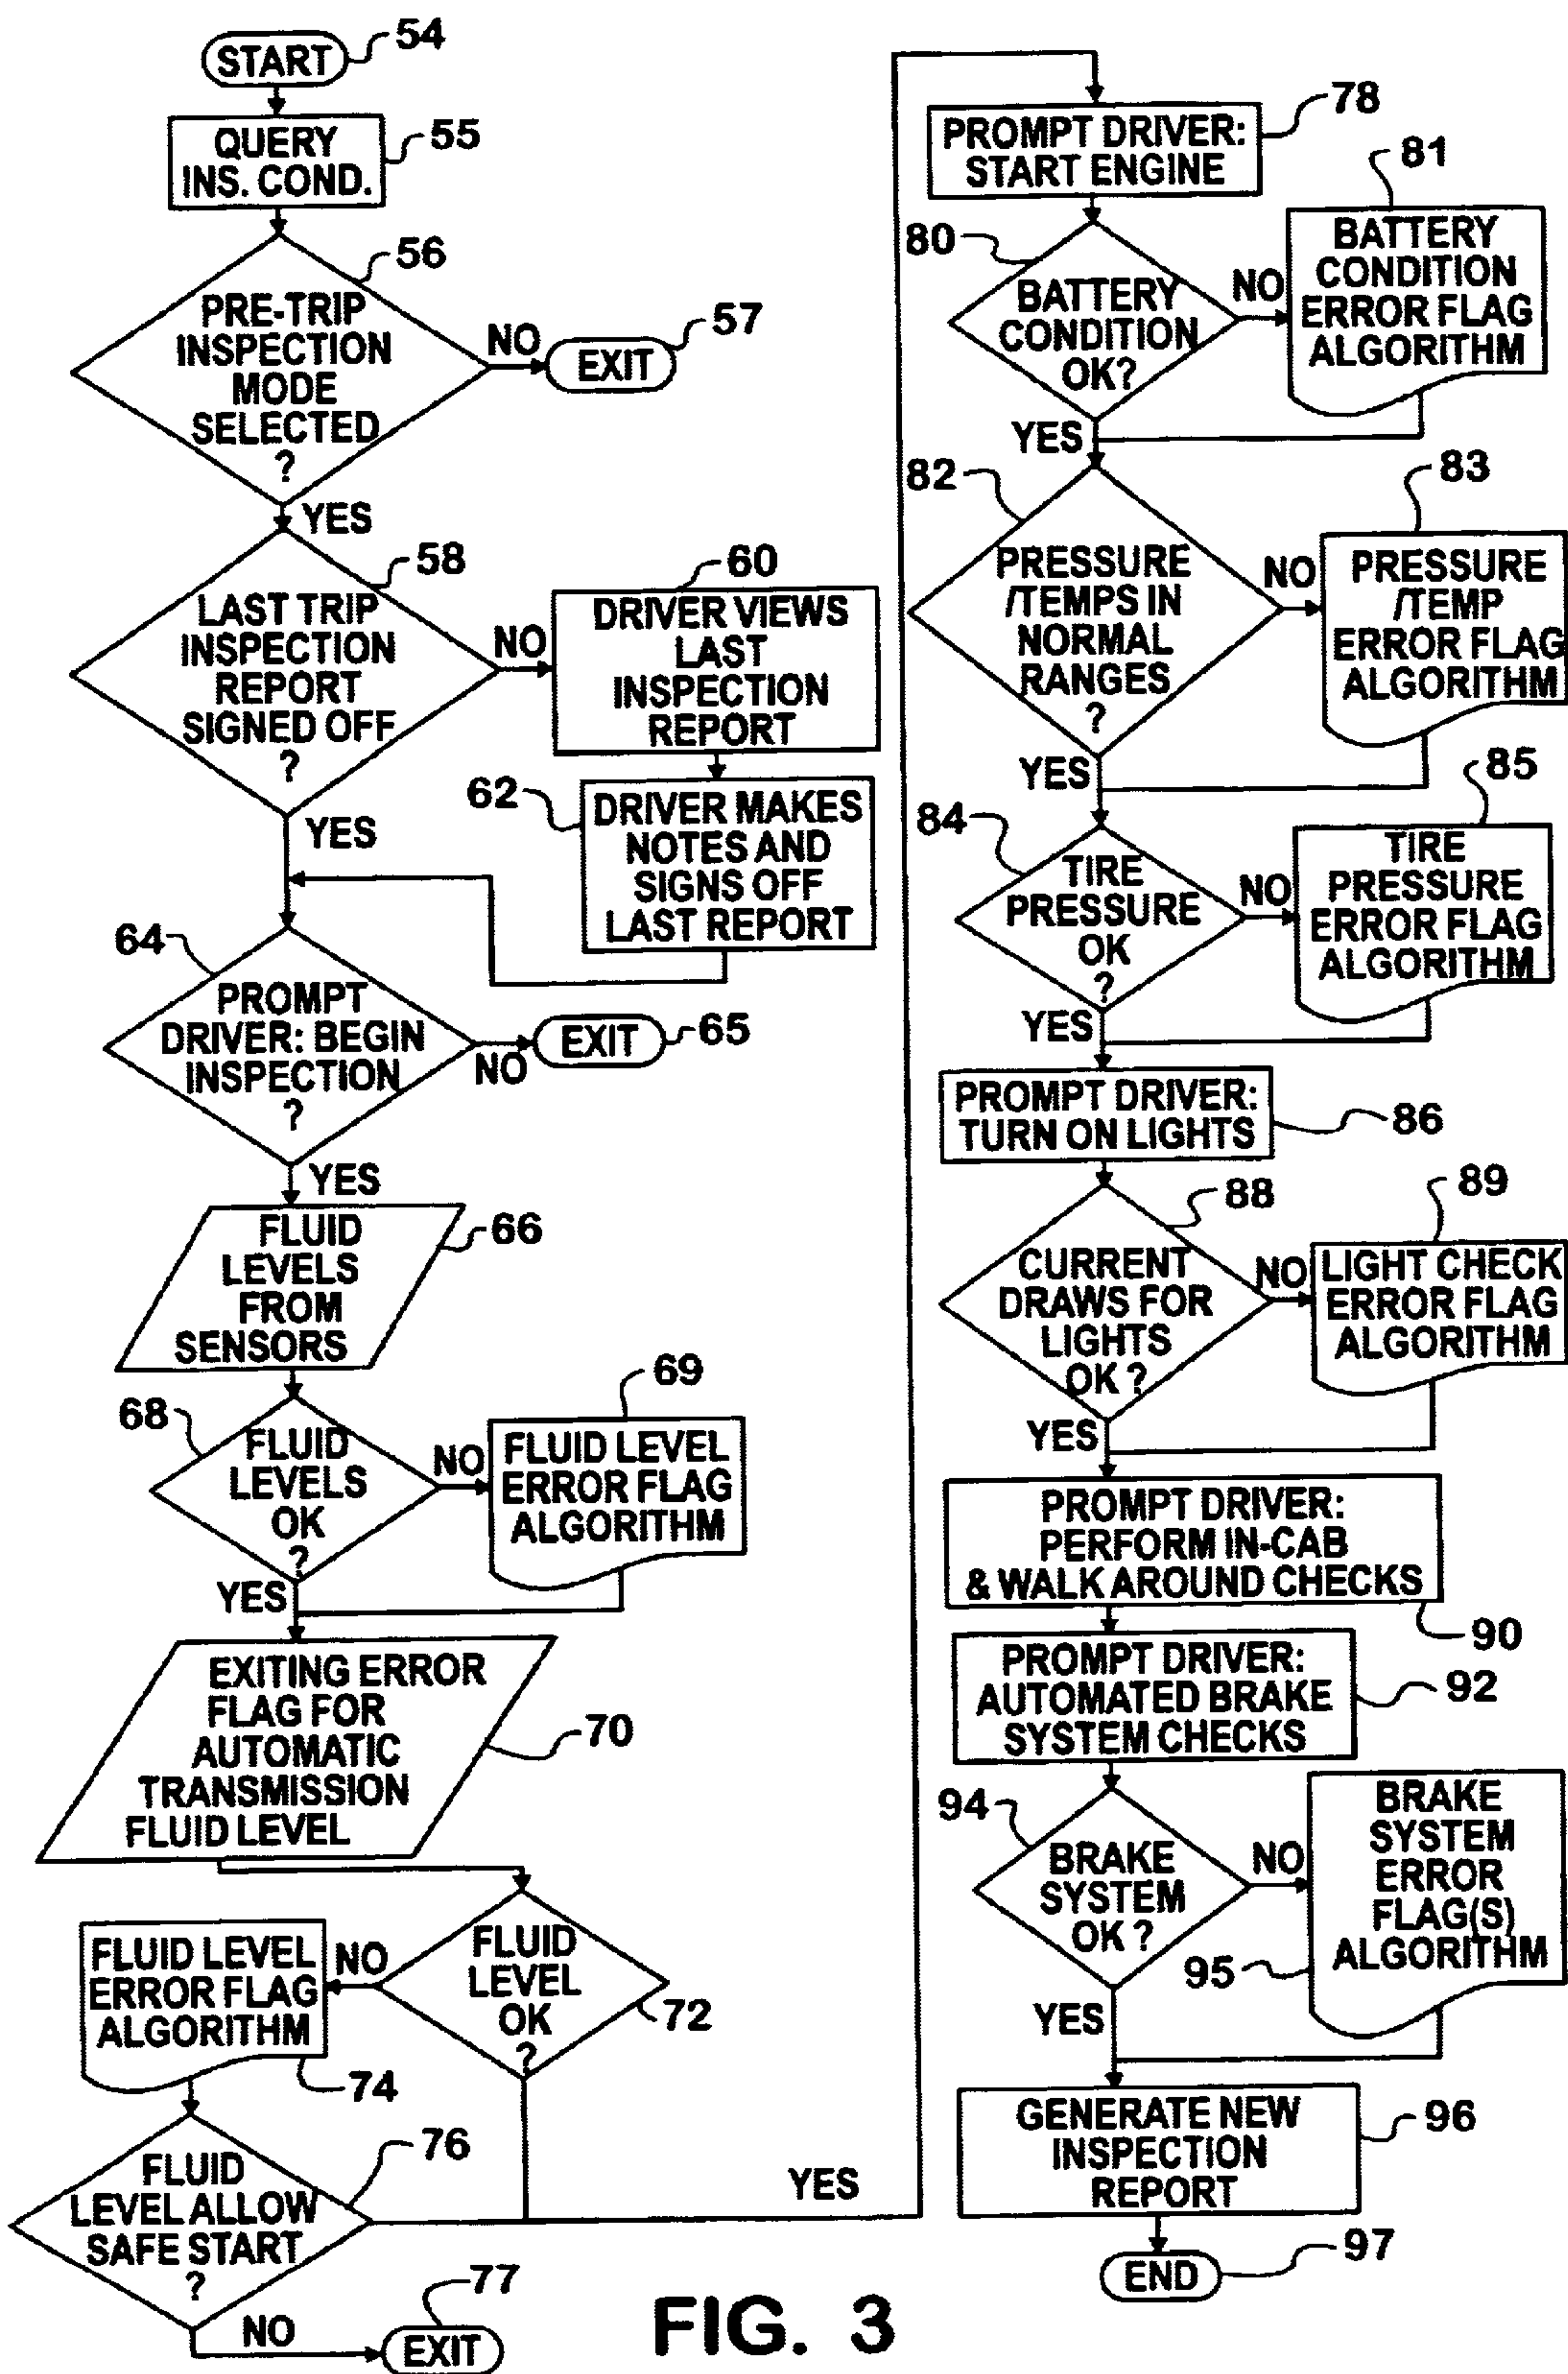 START
54
QUERY
INS. COND.
55
56
PRE-TRIP
INSPECTION
MODE
SELECTED
?
NO
EXIT
57
YES
58
LAST TRIP
INSPECTION
REPORT
SIGNED OFF
?
NO
60
DRIVER VIEWS
LAST
INSPECTION
REPORT
62
DRIVER MAKES
NOTES AND
SIGNS OFF
LAST REPORT
YES
64
PROMPT
DRIVER: BEGIN
INSPECTION
?
NO
EXIT
65
YES
FLUID
LEVELS
FROM
SENSORS
66
68
FLUID
LEVELS
OK
?
NO
69
FLUID LEVEL
ERROR FLAG
ALGORITHM
YES
EXITING ERROR
FLAG FOR
AUTOMATIC
TRANSMISSION
FLUID LEVEL
70
FLUID
LEVEL
OK
?
72
NO
FLUID LEVEL
ERROR FLAG
ALGORITHM
74
76
FLUID
LEVEL ALLOW
SAFE START
?
YES
NO
77
EXIT
PROMPT DRIVER:
START ENGINE
78
80
BATTERY
CONDITION
OK?
NO
81
BATTERY
CONDITION
ERROR FLAG
ALGORITHM
YES
82
PRESSURE
/TEMPS IN
NORMAL
RANGES
?
NO
83
PRESSURE
/TEMP
ERROR FLAG
ALGORITHM
YES
84
TIRE
PRESSURE
OK
?
NO
85
TIRE
PRESSURE
ERROR FLAG
ALGORITHM
YES
PROMPT DRIVER:
TURN ON LIGHTS
86
88
CURRENT
DRAWS FOR
LIGHTS
OK ?
NO
89
LIGHT CHECK
ERROR FLAG
ALGORITHM
YES
PROMPT DRIVER:
PERFORM IN-CAB
& WALK AROUND CHECKS
90
PROMPT DRIVER:
AUTOMATED BRAKE
SYSTEM CHECKS
92
94
BRAKE
SYSTEM
OK ?
NO
BRAKE
SYSTEM
ERROR
FLAG(S)
ALGORITHM
95
YES
GENERATE NEW
INSPECTION
REPORT
96
END
97
FIG. 3